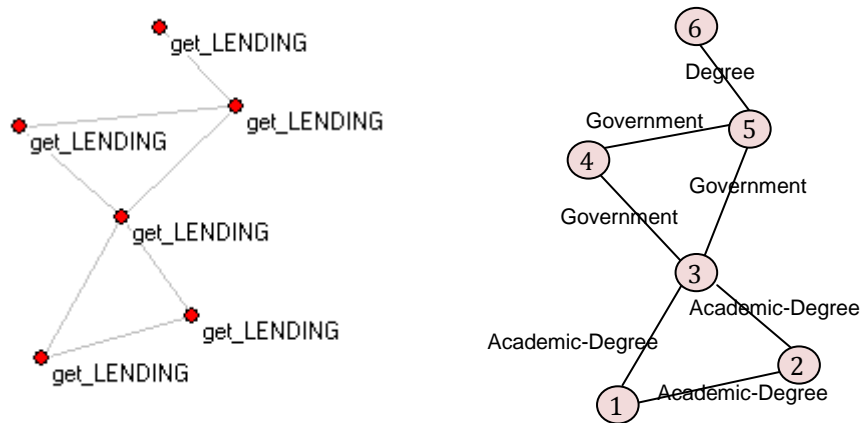 get_LENDING
get_LENDING
get_LENDING
get_LENDING
get_LENDING
get_LENDING
6
Degree
Government
5
4
Government
Government
3
Academic-Degree
Academic-Degree
2
Academic-Degree
1